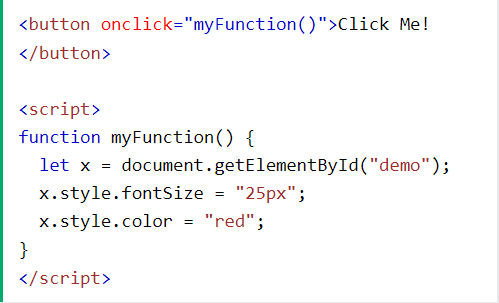 <button onclick="myFunction()">Click Me!
</button>
<script>
function myFunction() {
  let x = document.getElementById("demo");
  x.style.fontSize = "25px";
  x.style.color = "red";
}
</script>